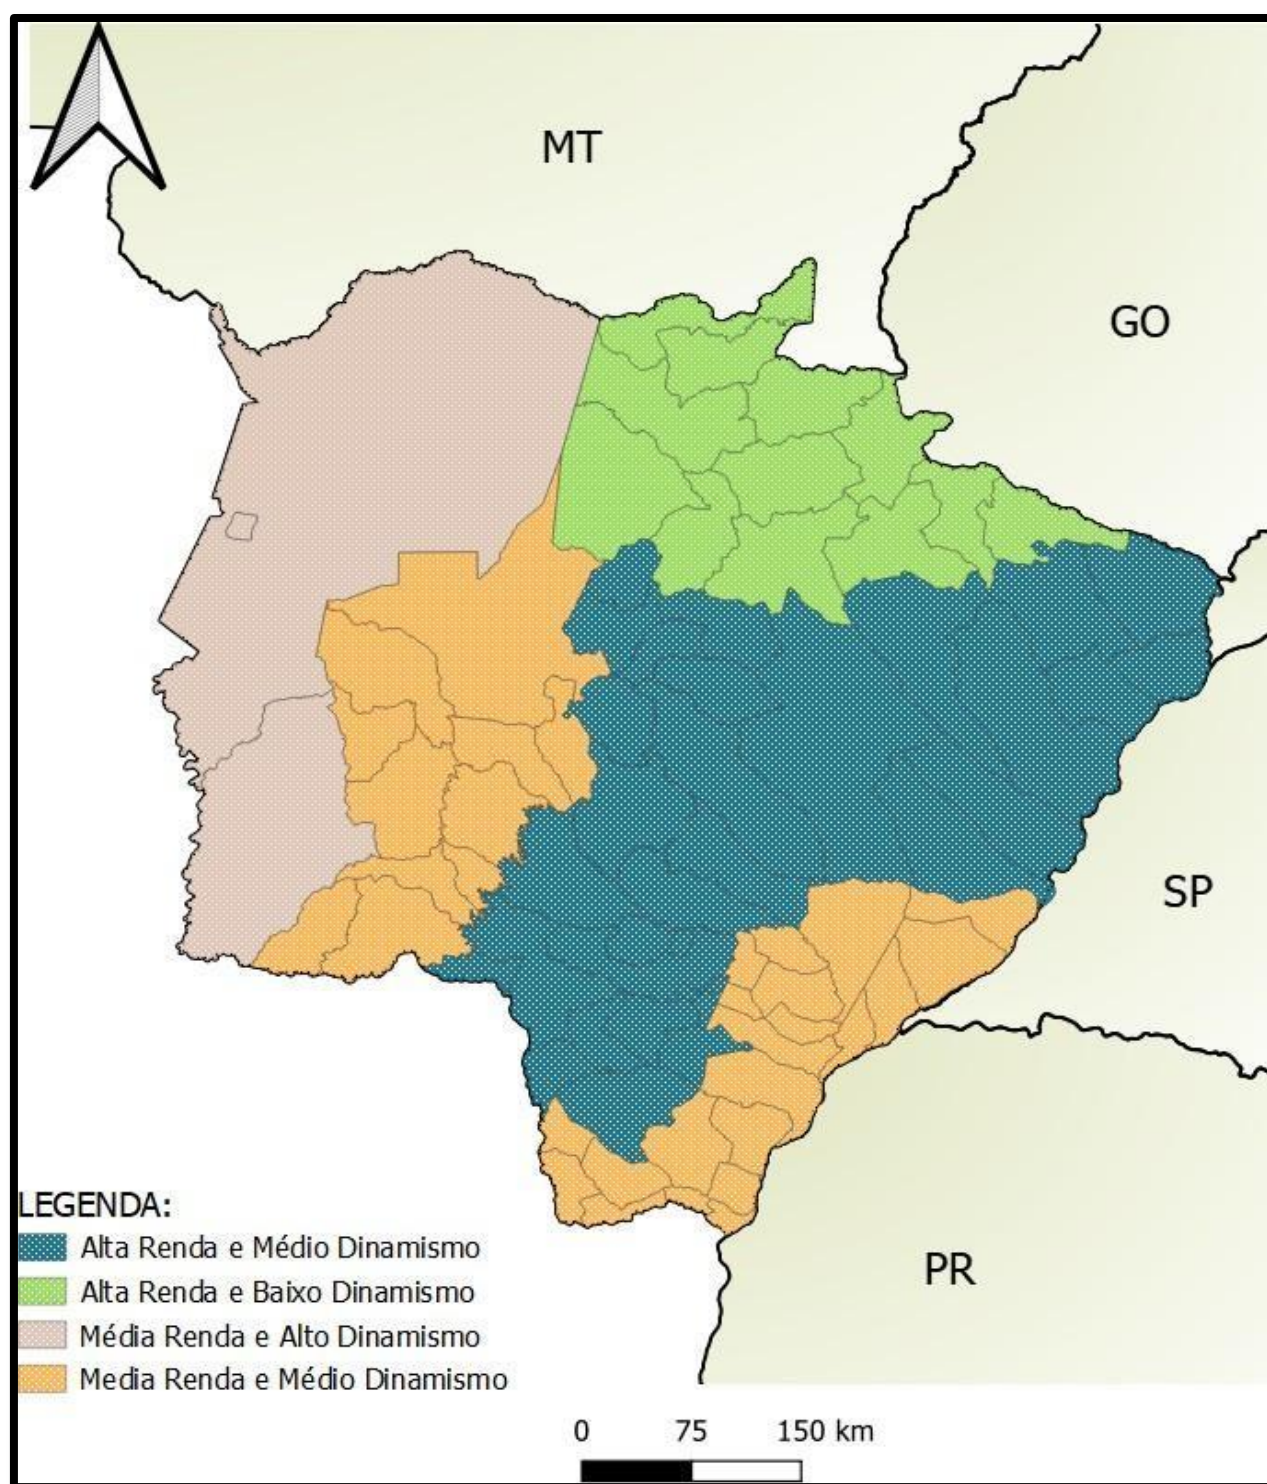 MT
GO
SP
PR
LEGENDA:
Alta Renda e Médio Dinamismo
Alta Renda e Baixo Dinamismo
Média Renda e Alto Dinamismo
Media Renda e Médio Dinamismo
0 75 150 km